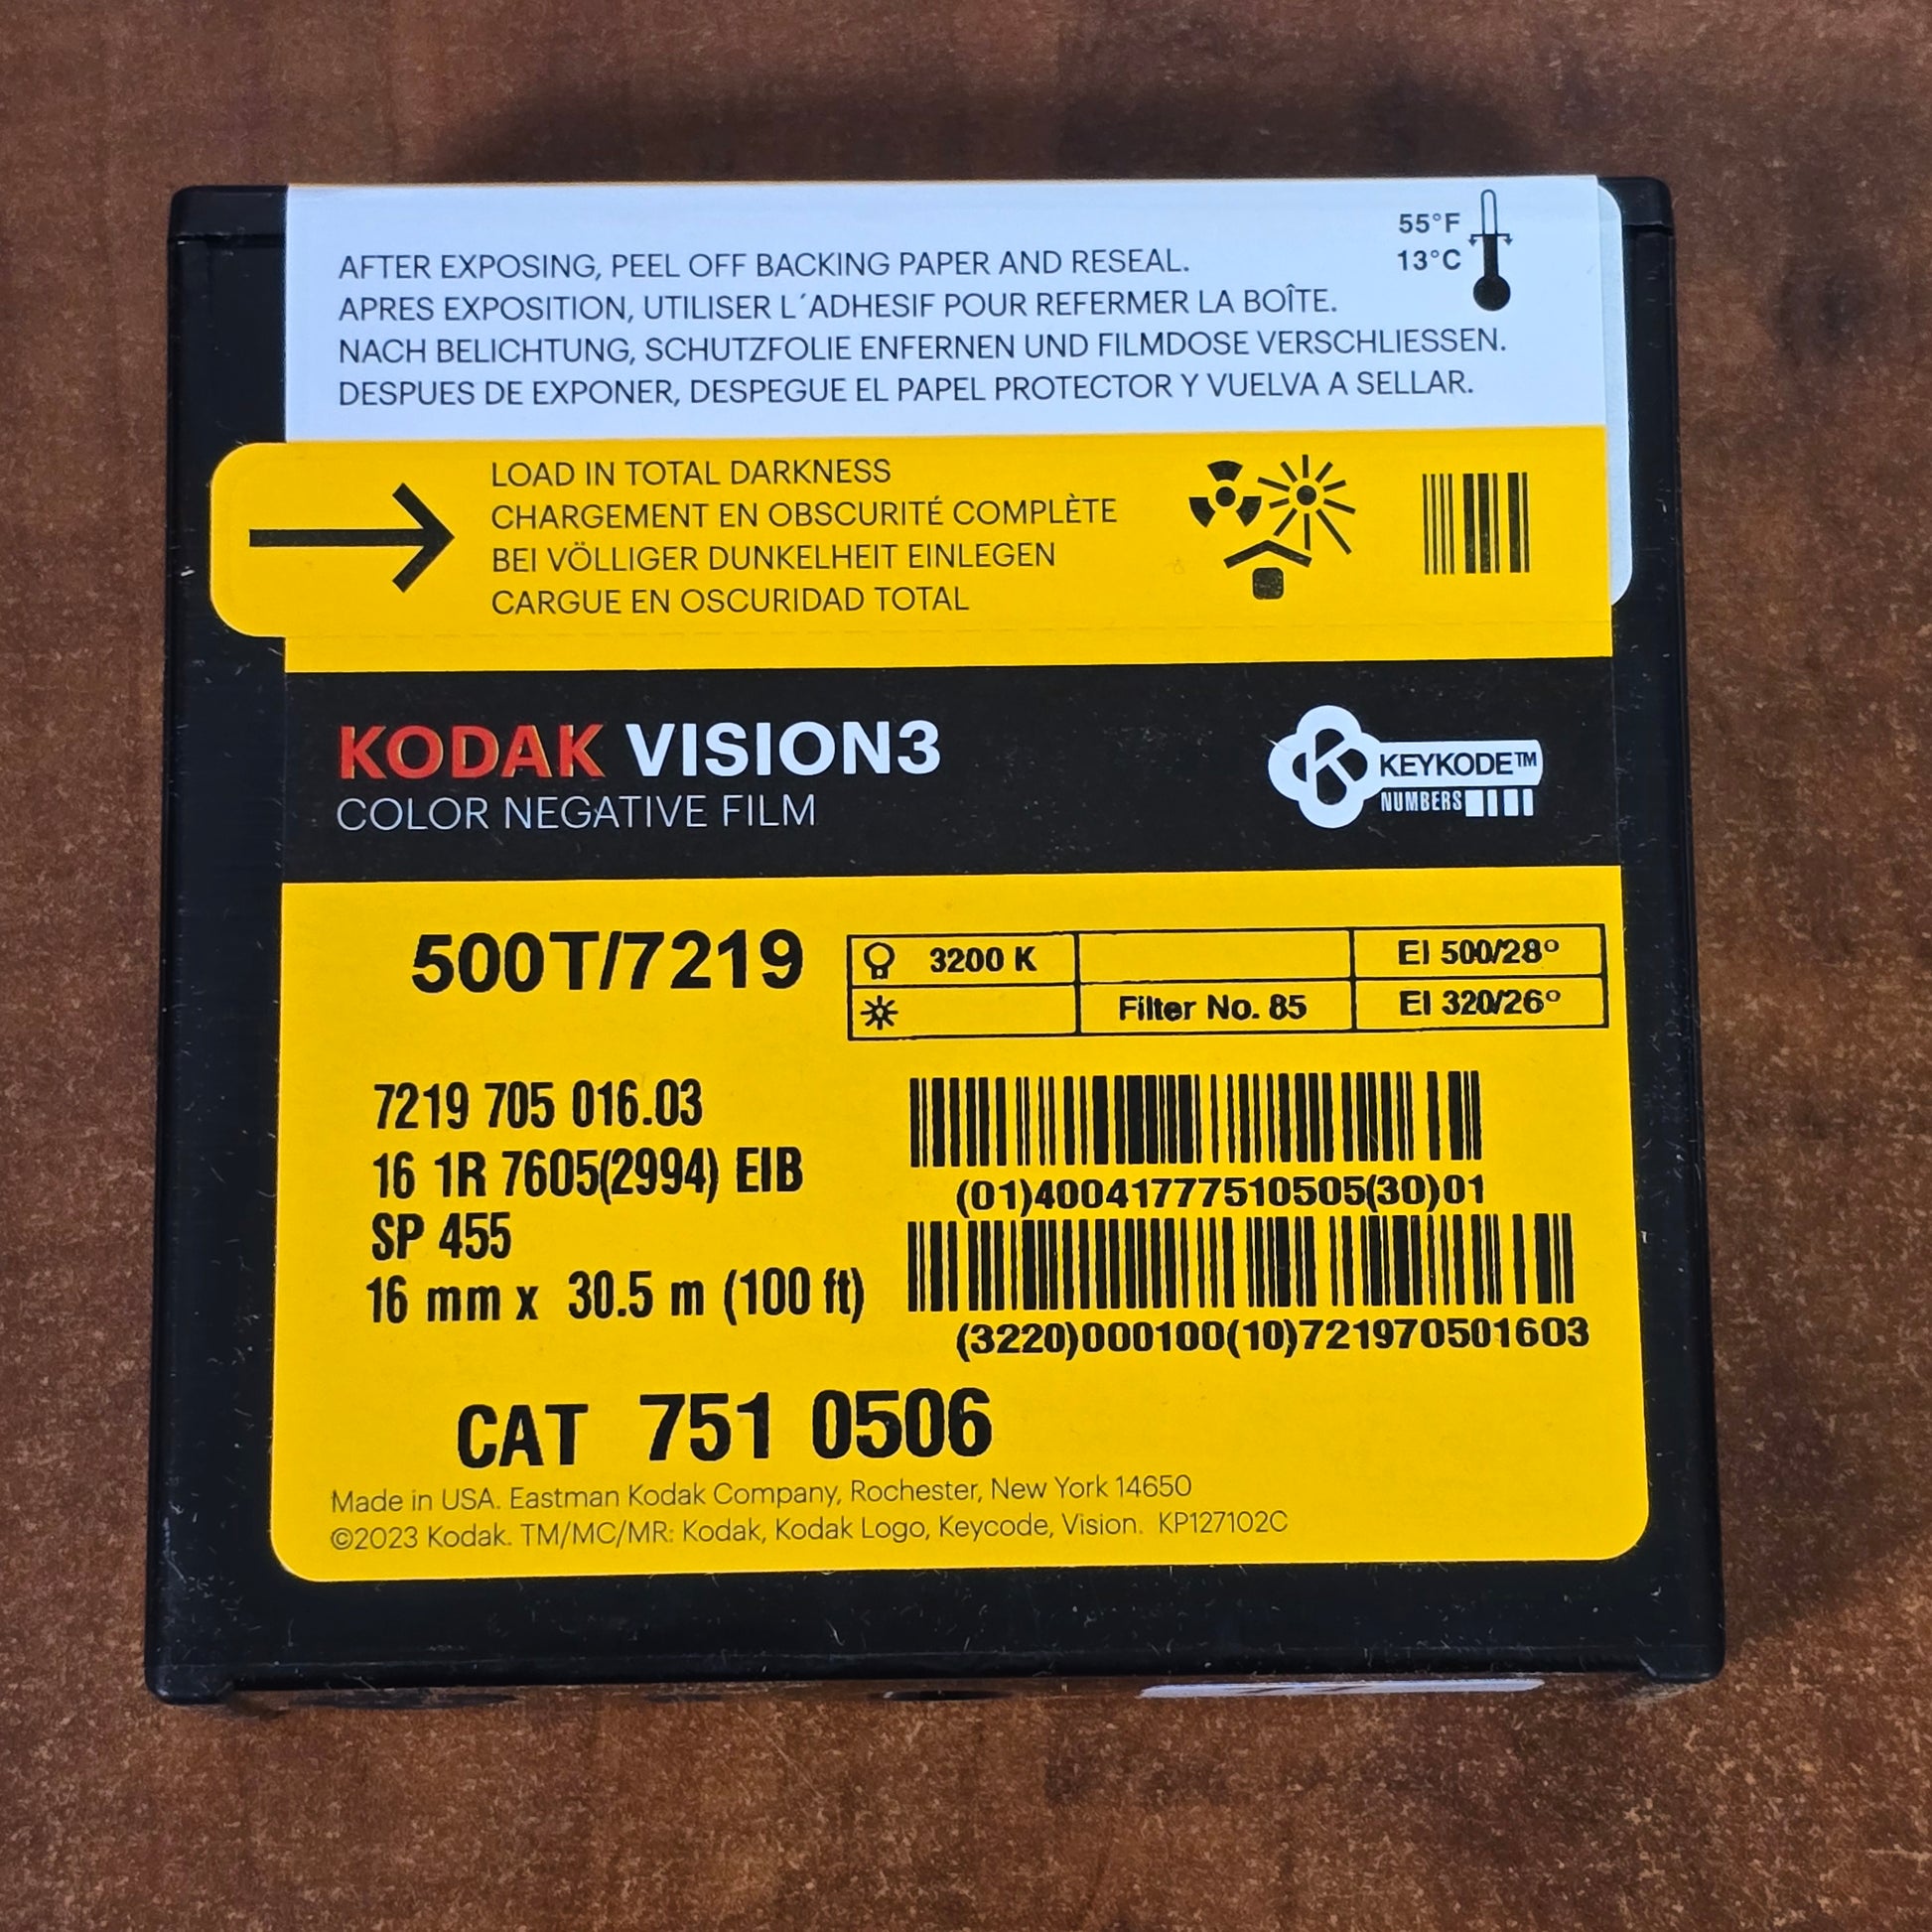 55°F
13°C
AFTER EXPOSING, PEEL OFF BACKING PAPER AND RESEAL.
APRES EXPOSITION, UTILISER L´ADHESIF POUR REFERMER LA BOÎTE.
NACH BELICHTUNG, SCHUTZFOLIE ENFERNEN UND FILMDOSE VERSCHLIESSEN.
DESPUES DE EXPONER, DESPEGUE EL PAPEL PROTECTOR Y VUELVA A SELLAR.
LOAD IN TOTAL DARKNESS
CHARGEMENT EN OBSCURITÉ COMPLÈTE
BEI VÖLLIGER DUNKELHEIT EINLEGEN
CARGUE EN OSCURIDAD TOTAL
KODAK VISION3
COLOR NEGATIVE FILM
K KEYKODE™
NUMBERS
500T/7219
3200 K EI 500/28º
Filter No. 85 EI 320/26º
7219 705 016.03
16 1R 7605(2994) EIB
SP 455
16 mm x 30.5 m (100 ft)
(01)40041777510505(30)01
(3220)000100(10)721970501603
CAT 751 0506
Made in USA. Eastman Kodak Company, Rochester, New York 14650
©2023 Kodak. TM/MC/MR: Kodak, Kodak Logo, Keycode, Vision. KP127102C